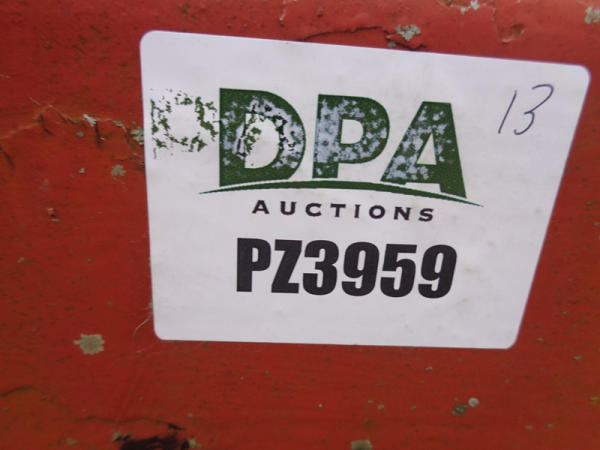 13
DPA
AUCTIONS
PZ3959